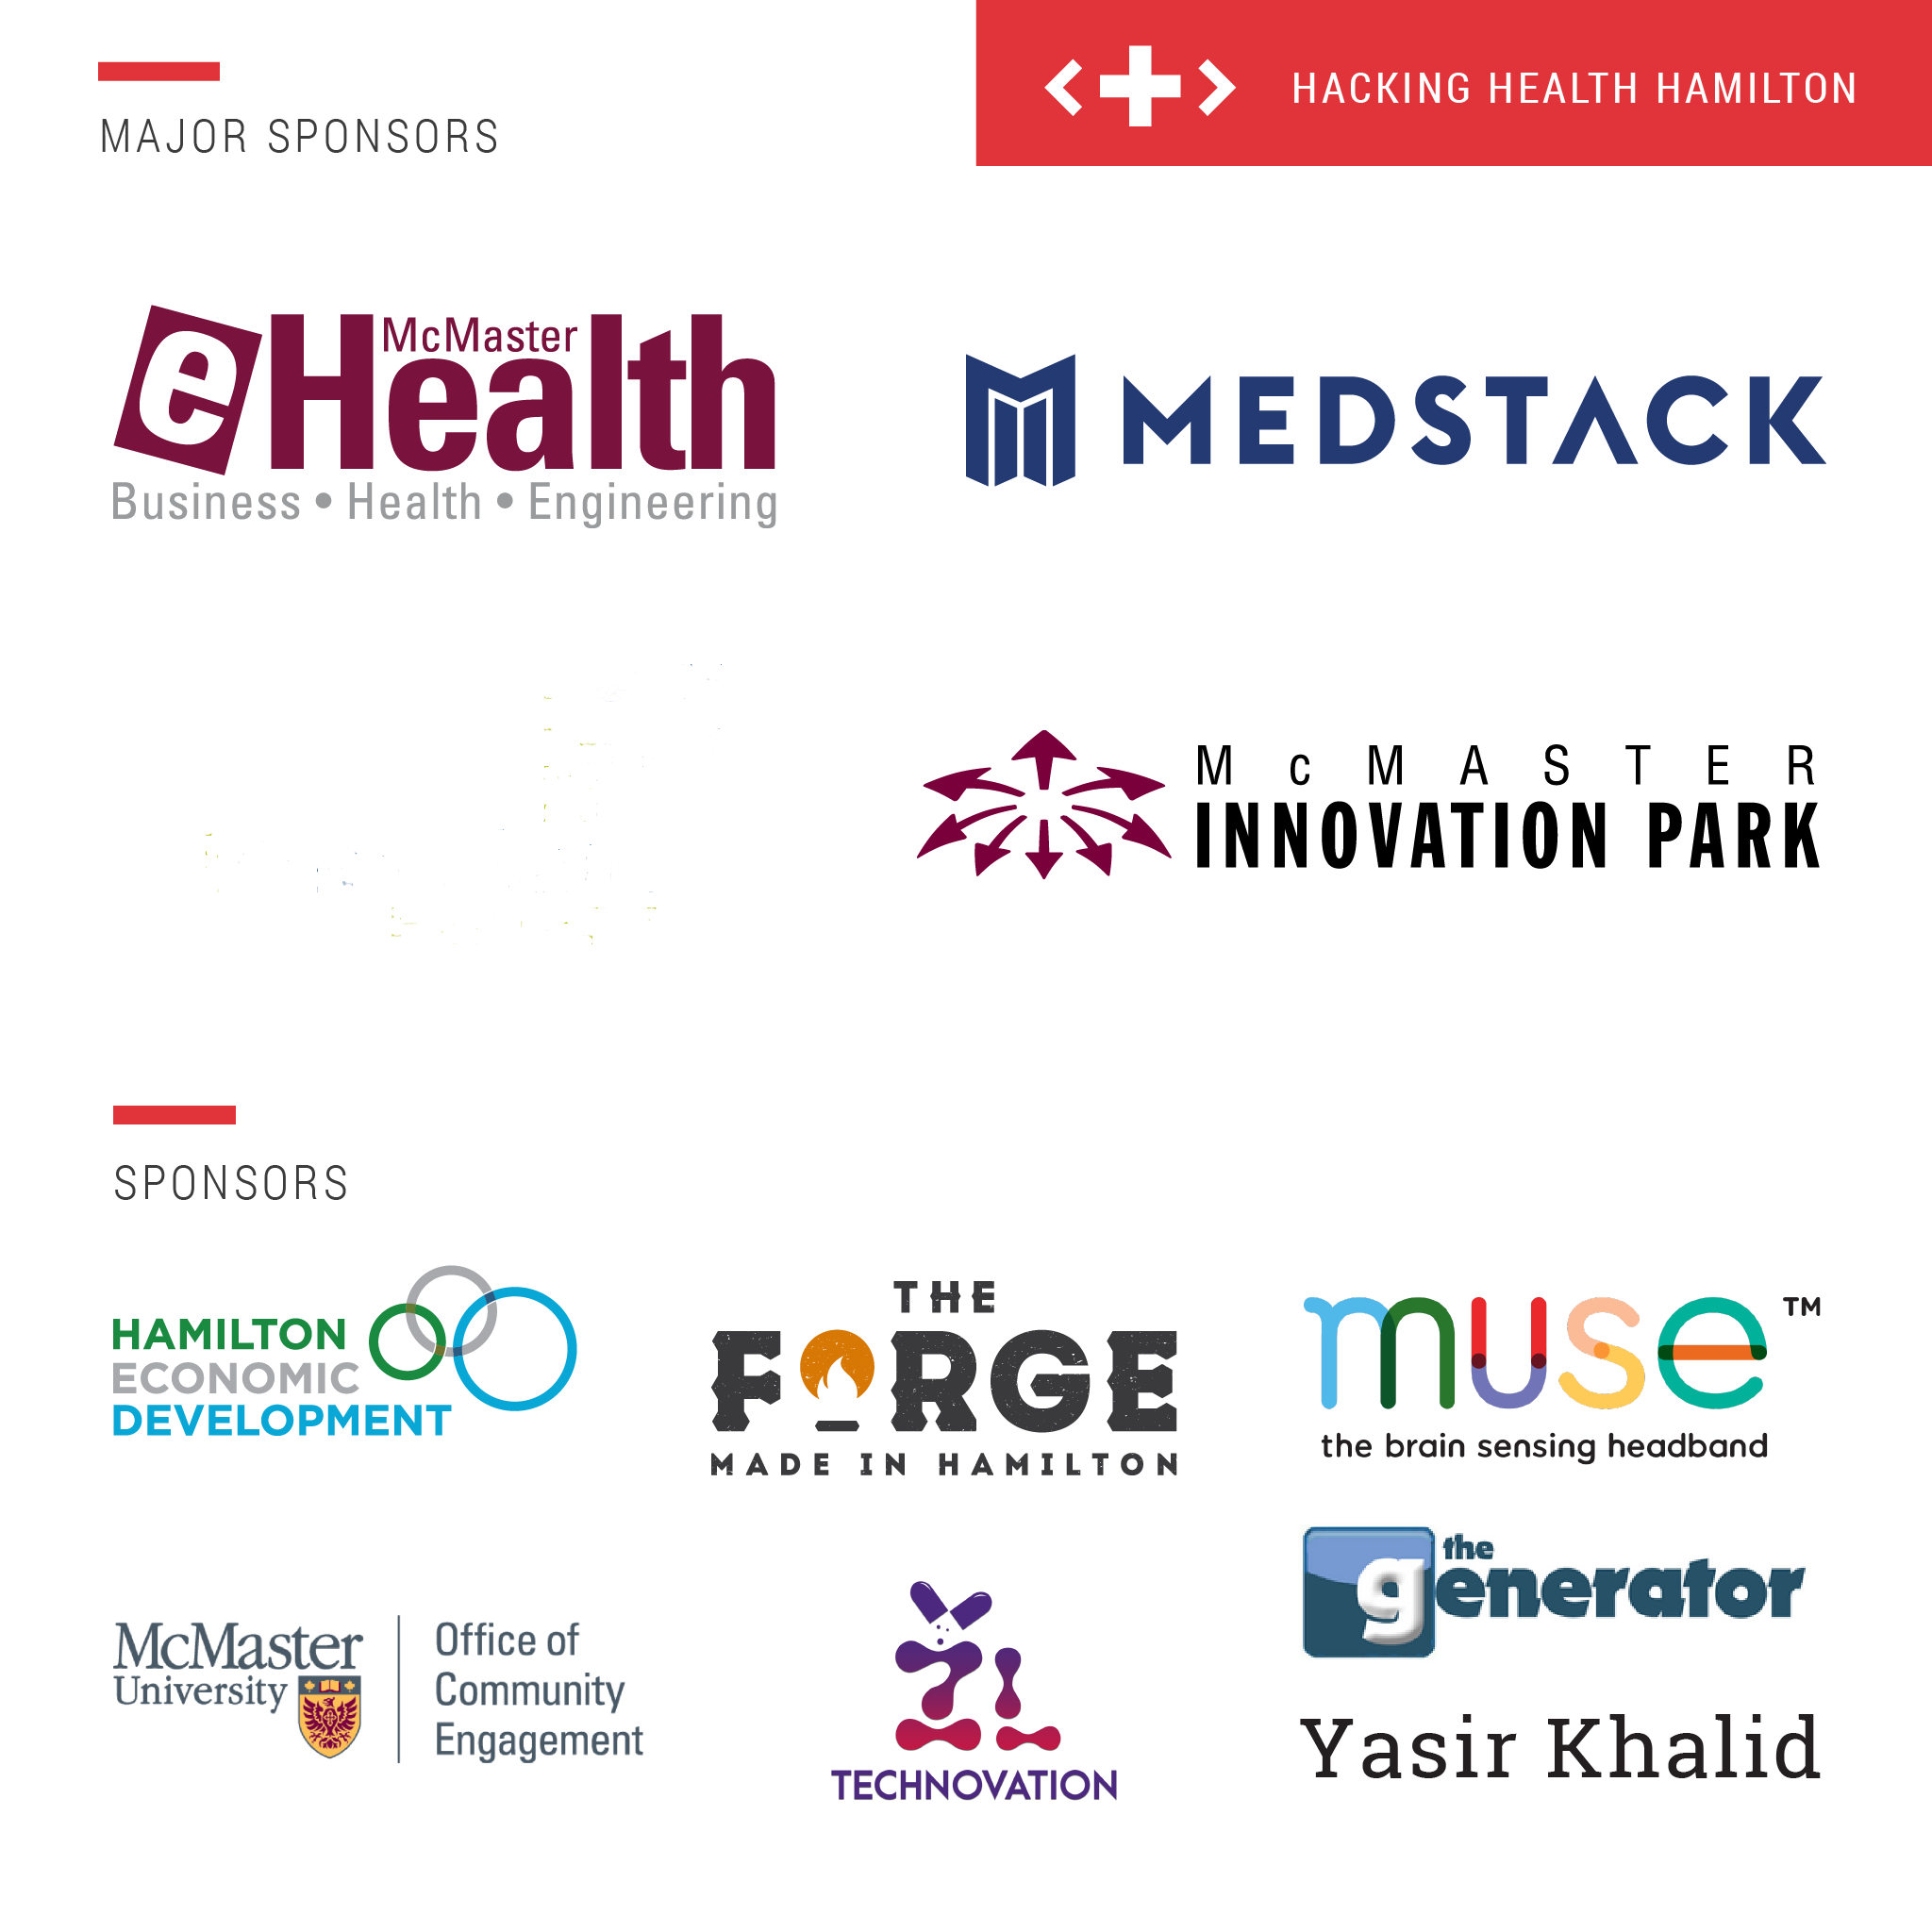 MAJOR SPONSORS
HACKING HEALTH HAMILTON
McMaster
eHealth
Business • Health • Engineering
MEDSTACK
McMASTER
INNOVATION PARK
SPONSORS
HAMILTON
ECONOMIC
DEVELOPMENT
THE
FORGE
MADE IN HAMILTON
muse™
the brain sensing headband
McMaster
University
Office of
Community
Engagement
TECHNOVATION
the
generator
Yasir Khalid